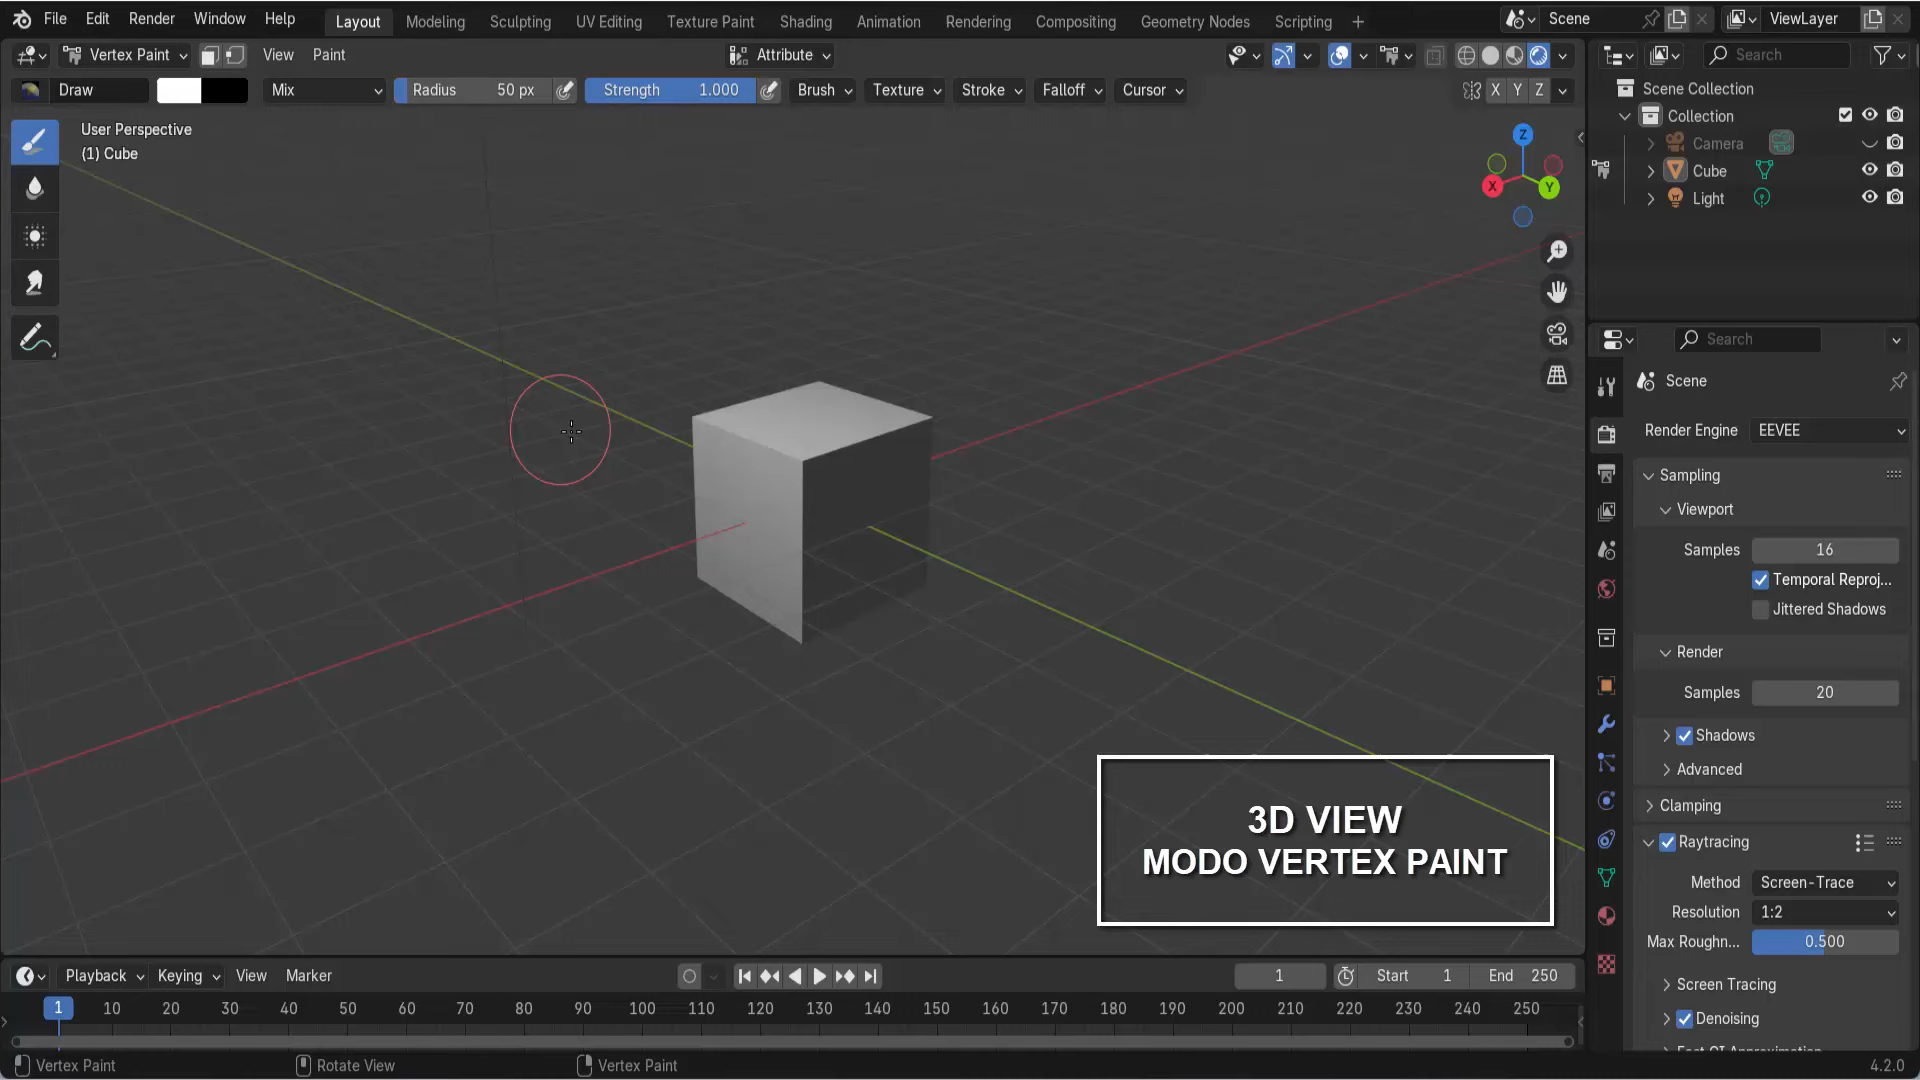 File Edit Render Window Help Layout Modeling Sculpting UV Editing Texture Paint Shading Animation Rendering Compositing Geometry Nodes Scripting + Scene ViewLayer
Vertex Paint View Paint Attribute Search
Draw Mix Radius 50 px Strength 1.000 Brush Texture Stroke Falloff Cursor X Y Z
User Perspective
(1) Cube
Z
X
Y
Scene Collection
Collection
Camera
Cube
Light
Search
Scene
Render Engine EEVEE
Sampling
Viewport
Samples 16
Temporal Reproj...
Jittered Shadows
Render
Samples 20
Shadows
Advanced
Clamping
Raytracing
Method Screen-Trace
Resolution 1:2
Max Roughn... 0.500
Screen Tracing
Denoising
3D VIEW
MODO VERTEX PAINT
Playback Keying View Marker 1 Start 1 End 250
1 10 20 30 40 50 60 70 80 90 100 110 120 130 140 150 160 170 180 190 200 210 220 230 240 250
Vertex Paint Rotate View Vertex Paint 4.2.0